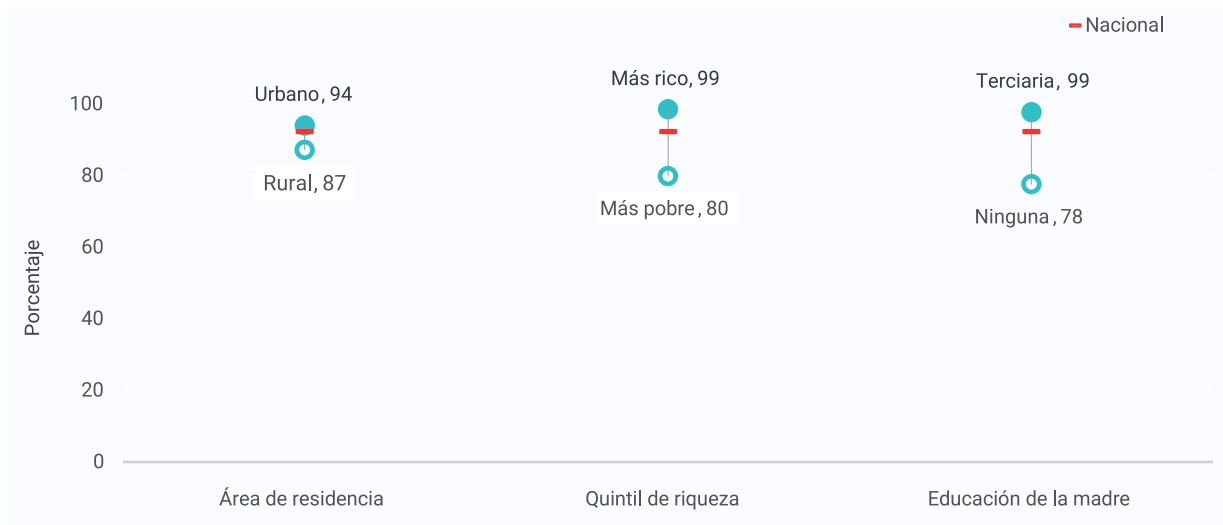 Nacional
Urbano, 94
Más rico, 99
Terciaria, 99
Rural, 87
Más pobre, 80
Ninguna, 78
Porcentaje
100
80
60
40
20
0
Área de residencia
Quintil de riqueza
Educación de la madre